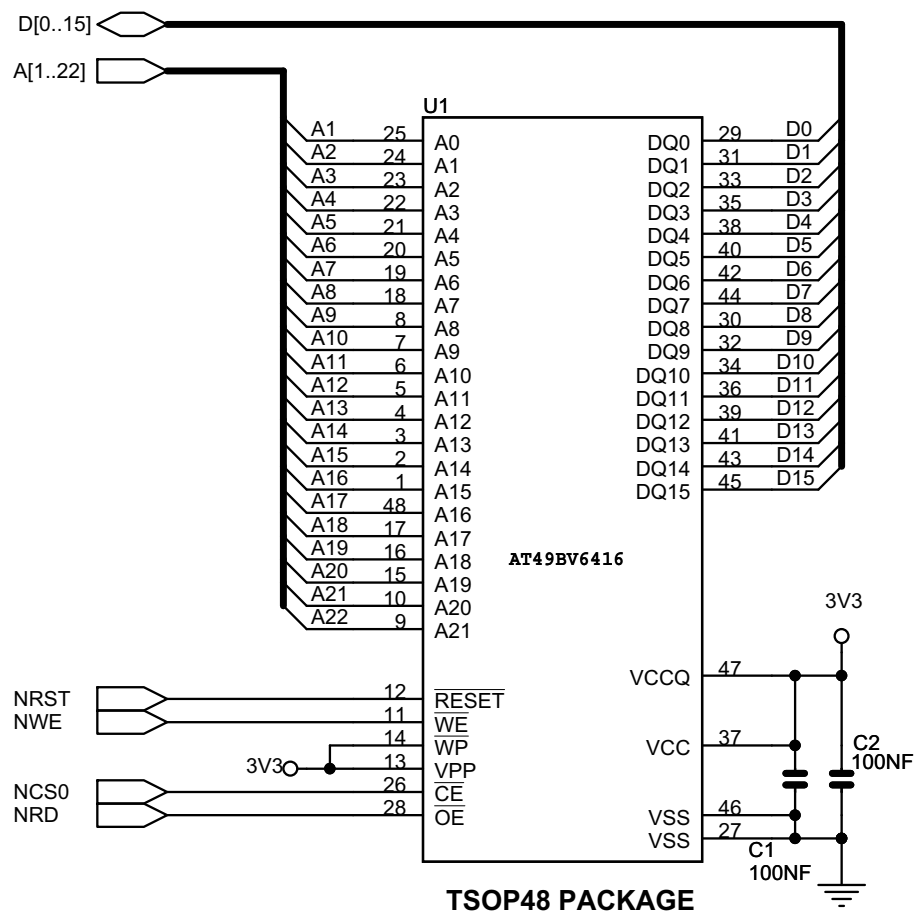 D[0..15]
A[1..22]
U1
A1 25 A0 DQ0 29 D0
A2 24 A1 DQ1 31 D1
A3 23 A2 DQ2 33 D2
A4 22 A3 DQ3 35 D3
A5 21 A4 DQ4 38 D4
A6 20 A5 DQ5 40 D5
A7 19 A6 DQ6 42 D6
A8 18 A7 DQ7 44 D7
A9 8 A8 DQ8 30 D8
A10 7 A9 DQ9 32 D9
A11 6 A10 DQ10 34 D10
A12 5 A11 DQ11 36 D11
A13 4 A12 DQ12 39 D12
A14 3 A13 DQ13 41 D13
A15 2 A14 DQ14 43 D14
A16 1 A15 DQ15 45 D15
A17 48 A16
A18 17 A17
A19 16 A18
A20 15 A19
A21 10 A20
A22 9 A21
AT49BV6416
3V3
VCCQ 47
NRST 12 RESET
NWE 11 WE
14 WP VCC 37
3V3 13 VPP
C2
100NF
NCS0 26 CE
NRD 28 OE VSS 46
VSS 27
C1
100NF
TSOP48 PACKAGE